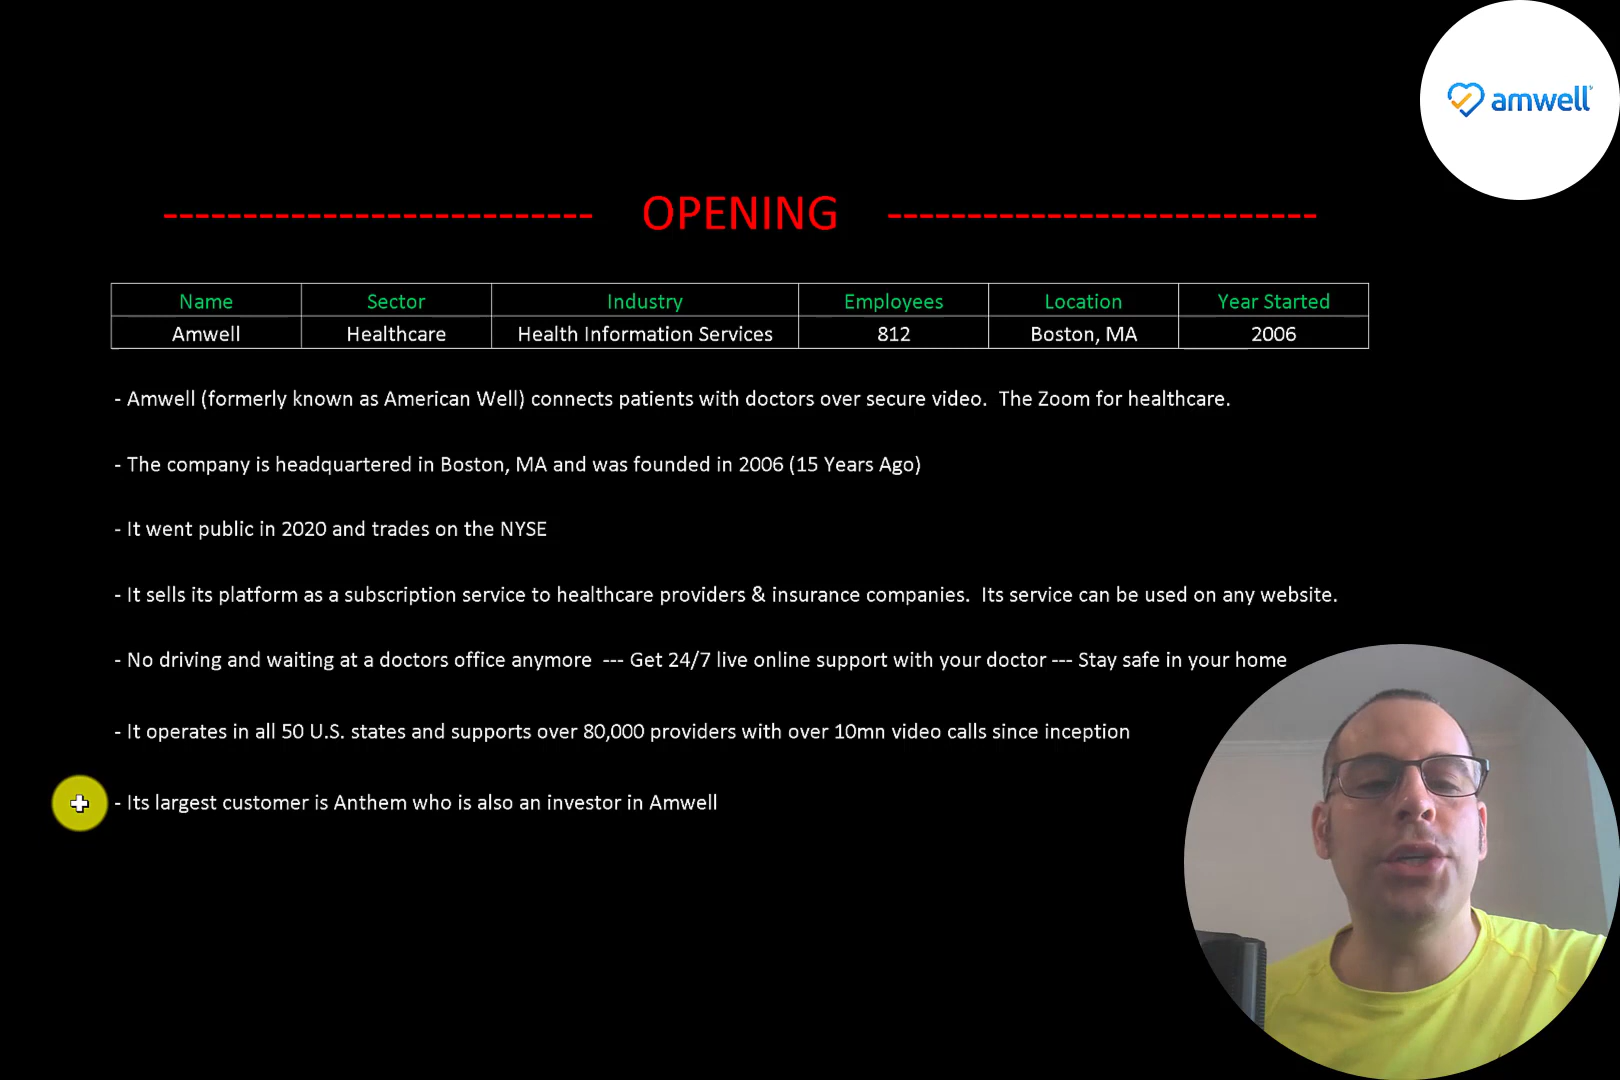 amwell
-------------------------- OPENING --------------------------
Name Sector Industry Employees Location Year Started
Amwell Healthcare Health Information Services 812 Boston, MA 2006
- Amwell (formerly known as American Well) connects patients with doctors over secure video.  The Zoom for healthcare.
- The company is headquartered in Boston, MA and was founded in 2006 (15 Years Ago)
- It went public in 2020 and trades on the NYSE
- It sells its platform as a subscription service to healthcare providers & insurance companies.  Its service can be used on any website.
- No driving and waiting at a doctors office anymore  --- Get 24/7 live online support with your doctor --- Stay safe in your home
- It operates in all 50 U.S. states and supports over 80,000 providers with over 10mn video calls since inception
- Its largest customer is Anthem who is also an investor in Amwell